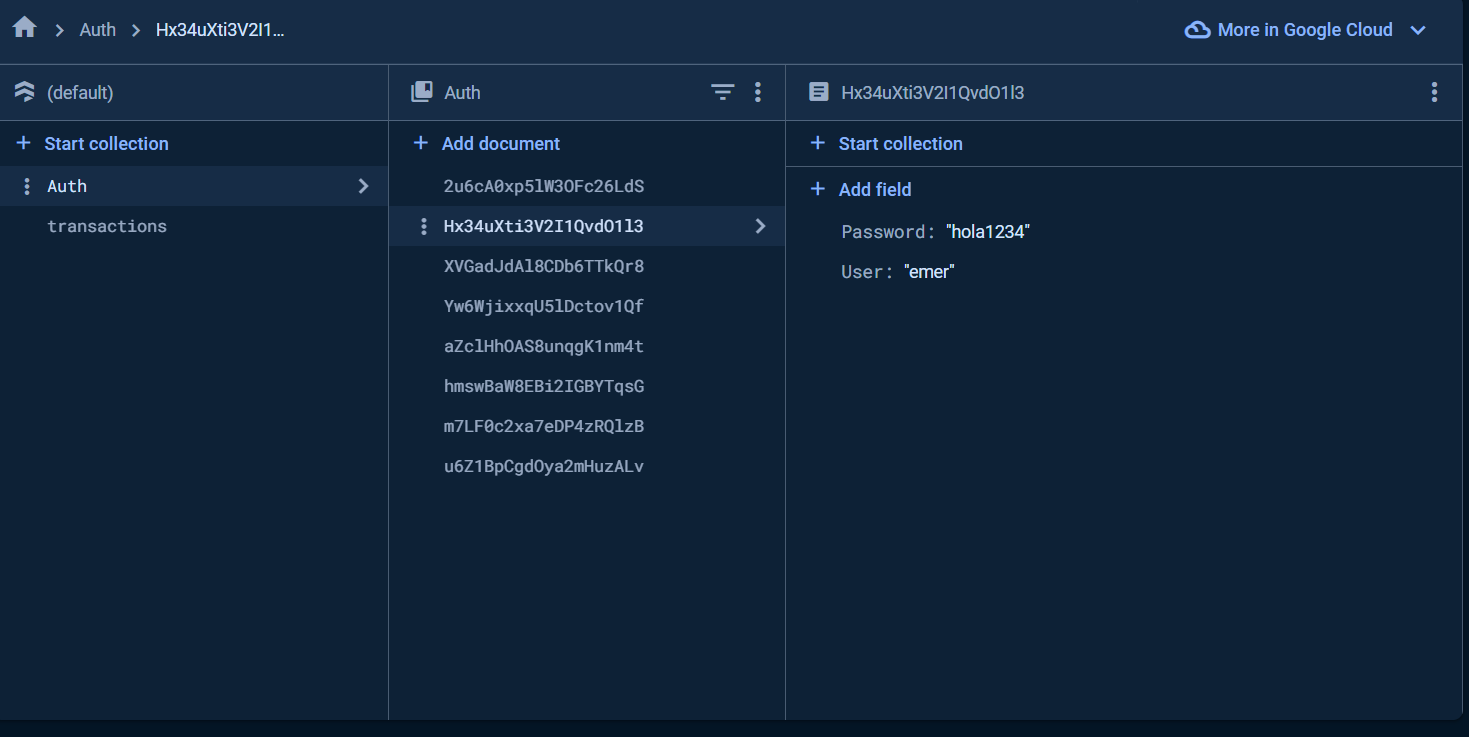 Auth
Hx34uXti3V2I1...
More in Google Cloud
(default)
Auth
Hx34uXti3V2I1QvdO1l3
Start collection
Add document
Start collection
Auth
transactions
2u6cA0xp5lW3OFc26LdS
Hx34uXti3V2I1QvdO1l3
XVGadJdAl8CDb6TTkQr8
Yw6WjixxqU5lDctov1Qf
aZclHhOAS8unqgK1nm4t
hmswBaW8EBi2IGBYTqsG
m7LF0c2xa7eDP4zRQlzB
u6Z1BpCgdOya2mHuzALv
Add field
Password: "hola1234"
User: "emer"